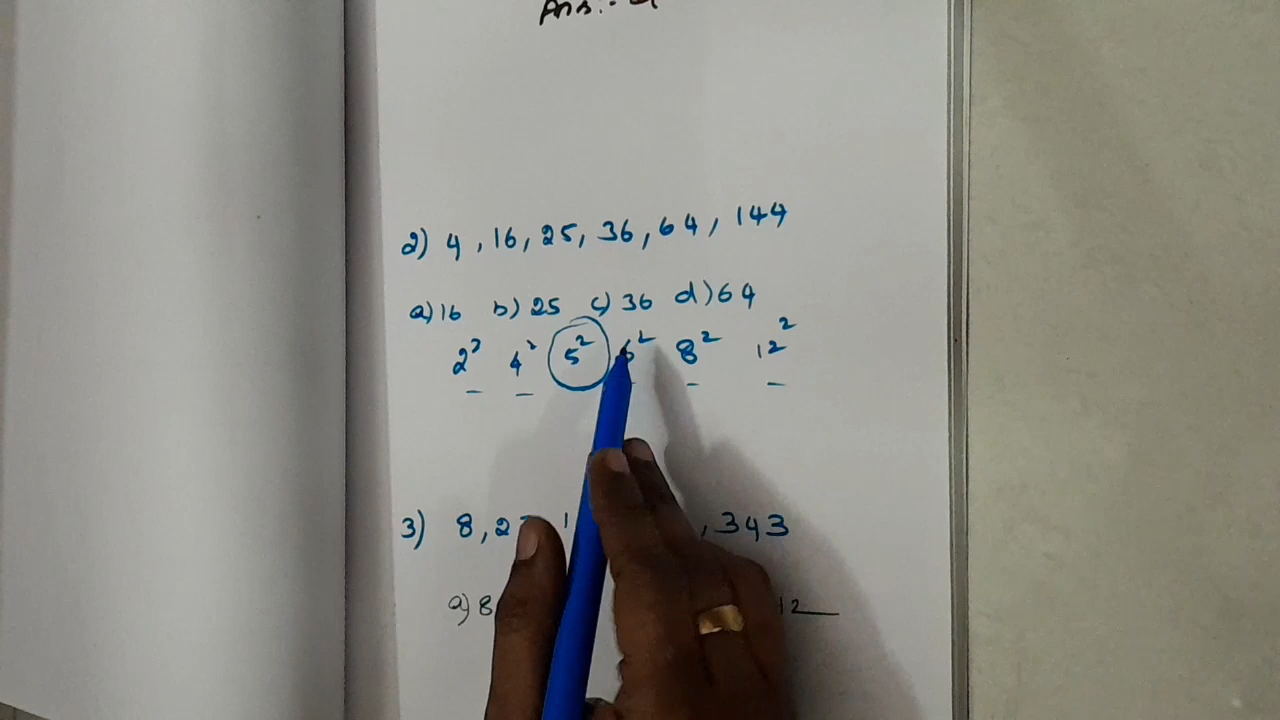 Ans:-
2) 4, 16, 25, 36, 64, 144
a) 16 b) 25 c) 36 d) 64
2² 4² 5² 6² 8² 12²
3) 8, 2 1 , 343
a) 8 12